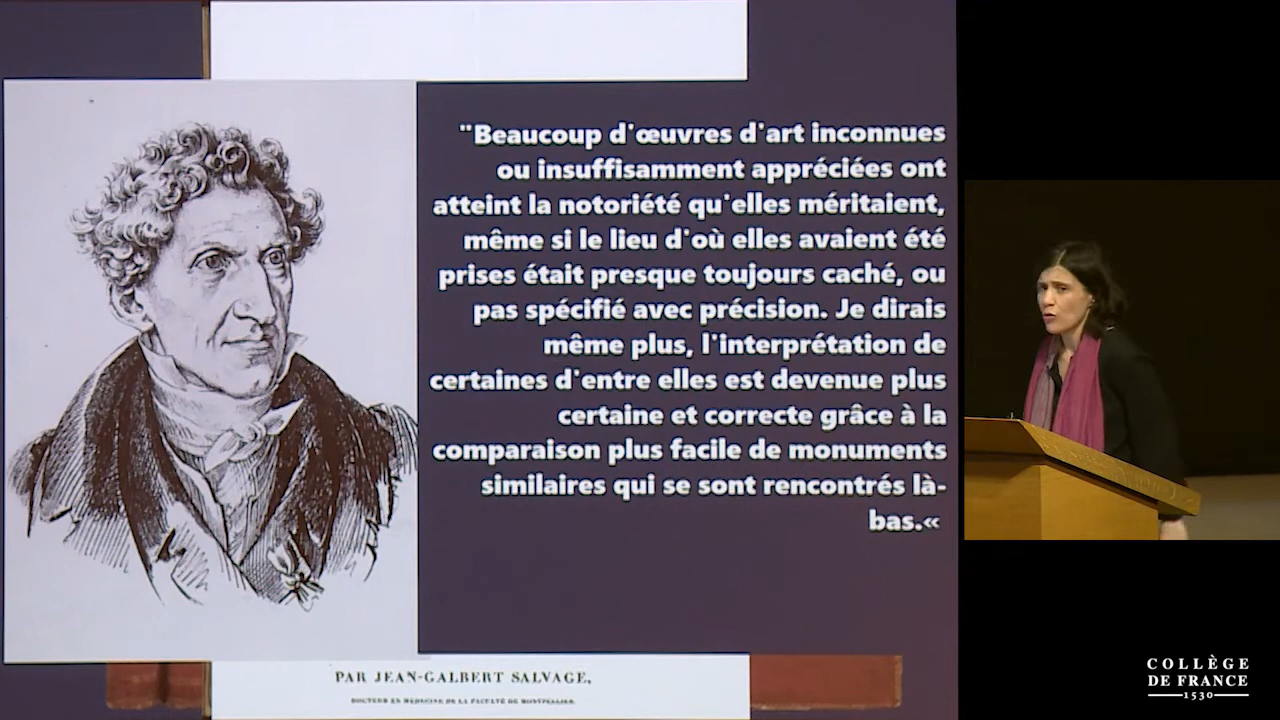 "Beaucoup d'œuvres d'art inconnues
ou insuffisamment appréciées ont
atteint la notoriété qu'elles méritaient,
même si le lieu d'où elles avaient été
prises était presque toujours caché, ou
pas spécifié avec précision. Je dirais
même plus, l'interprétation de
certaines d'entre elles est devenue plus
certaine et correcte grâce à la
comparaison plus facile de monuments
similaires qui se sont rencontrés là-
bas.«
PAR JEAN-GALBERT SALVAGE,
DOCTEUR EN MÉDECINE DE LA FACULTÉ DE MONTPELLIER.
COLLÈGE
DE FRANCE
1530